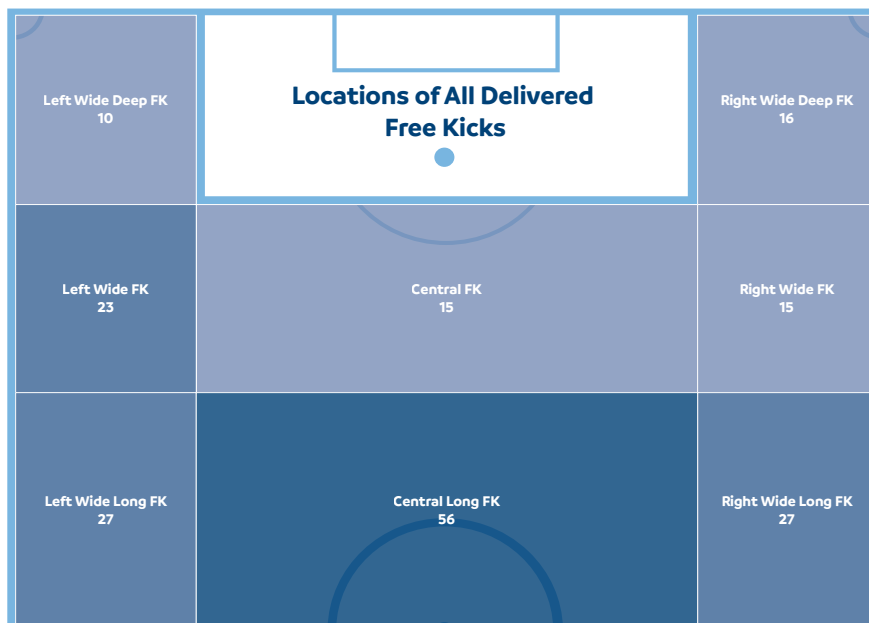 Locations of All Delivered
Free Kicks
Left Wide Deep FK
10
Right Wide Deep FK
16
Left Wide FK
23
Central FK
15
Right Wide FK
15
Left Wide Long FK
27
Central Long FK
56
Right Wide Long FK
27